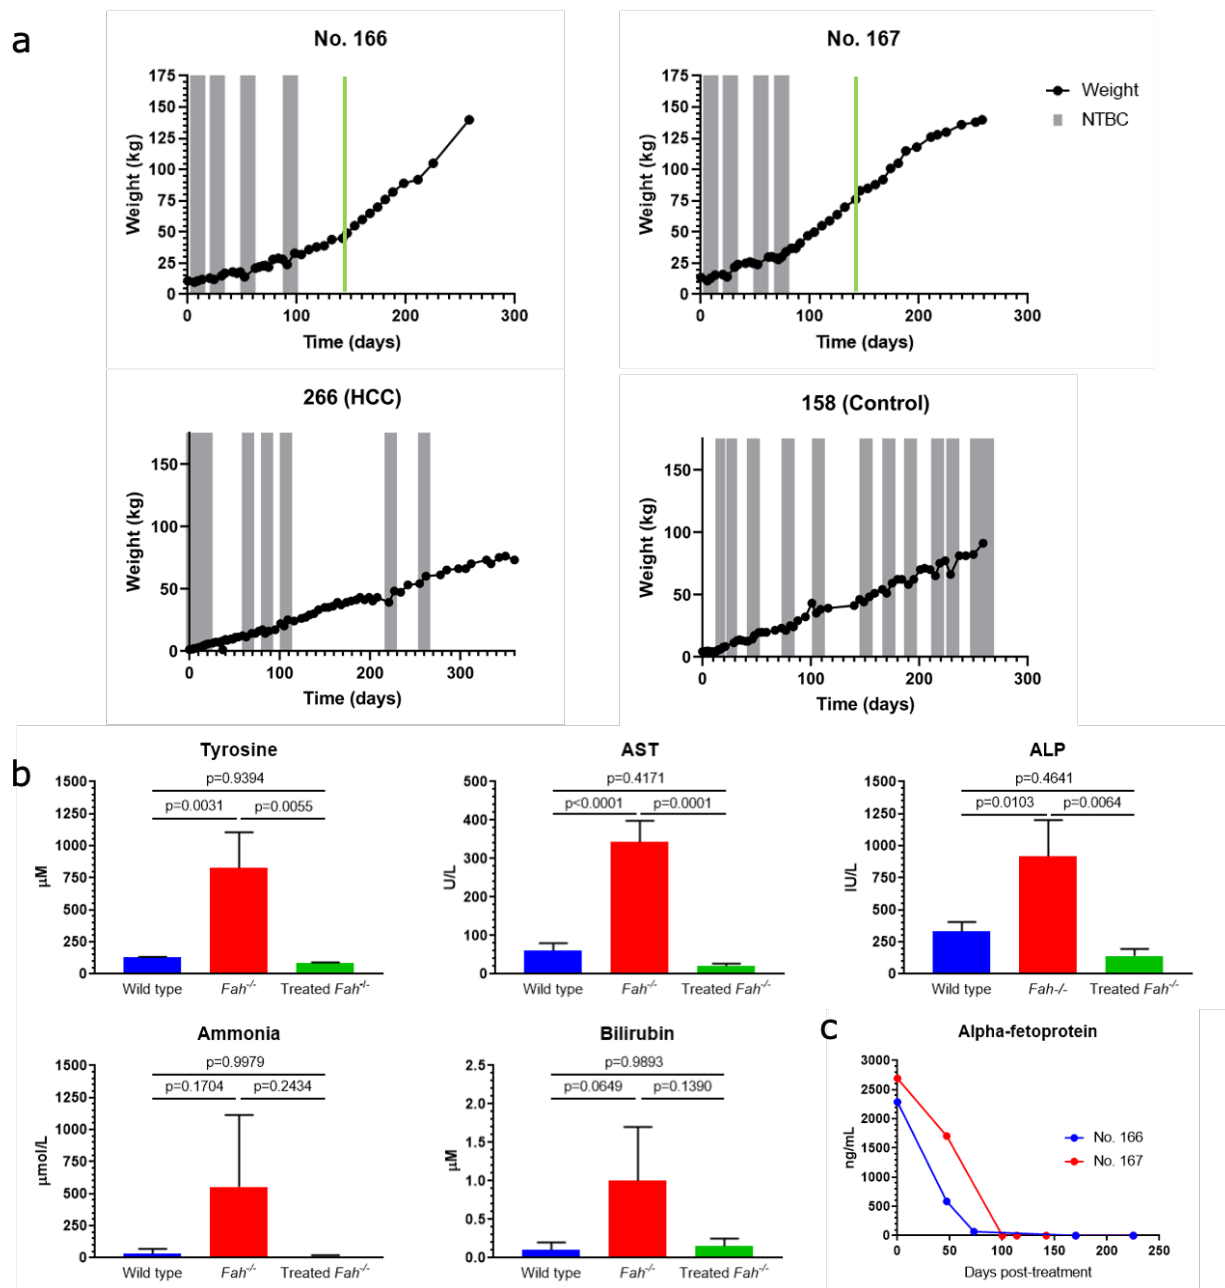 a
No. 166
Weight (kg)
175
150
125
100
75
50
25
0
0 100 200 300
Time (days)
No. 167
Weight (kg)
175
150
125
100
75
50
25
0
0 100 200 300
Time (days)
Weight
NTBC
266 (HCC)
Weight (kg)
150
100
50
0
0 100 200 300
Time (days)
158 (Control)
Weight (kg)
150
100
50
0
0 100 200 300
Time (days)
b
Tyrosine
p=0.9394
p=0.0031 p=0.0055
µM
1500
1250
1000
750
500
250
0
Wild type Fah-/- Treated Fah-/-
AST
p=0.4171
p<0.0001 p=0.0001
U/L
500
400
300
200
100
0
Wild type Fah-/- Treated Fah-/-
ALP
p=0.4641
p=0.0103 p=0.0064
IU/L
1500
1250
1000
750
500
250
0
Wild type Fah-/- Treated Fah-/-
Ammonia
p=0.9979
p=0.1704 p=0.2434
µmol/L
1500
1250
1000
750
500
250
0
Wild type Fah-/- Treated Fah-/-
Bilirubin
p=0.9893
p=0.0649 p=0.1390
µM
2.5
2.0
1.5
1.0
0.5
0.0
Wild type Fah-/- Treated Fah-/-
c
Alpha-fetoprotein
ng/mL
3000
2500
2000
1500
1000
500
0
No. 166
No. 167
0 50 100 150 200 250
Days post-treatment